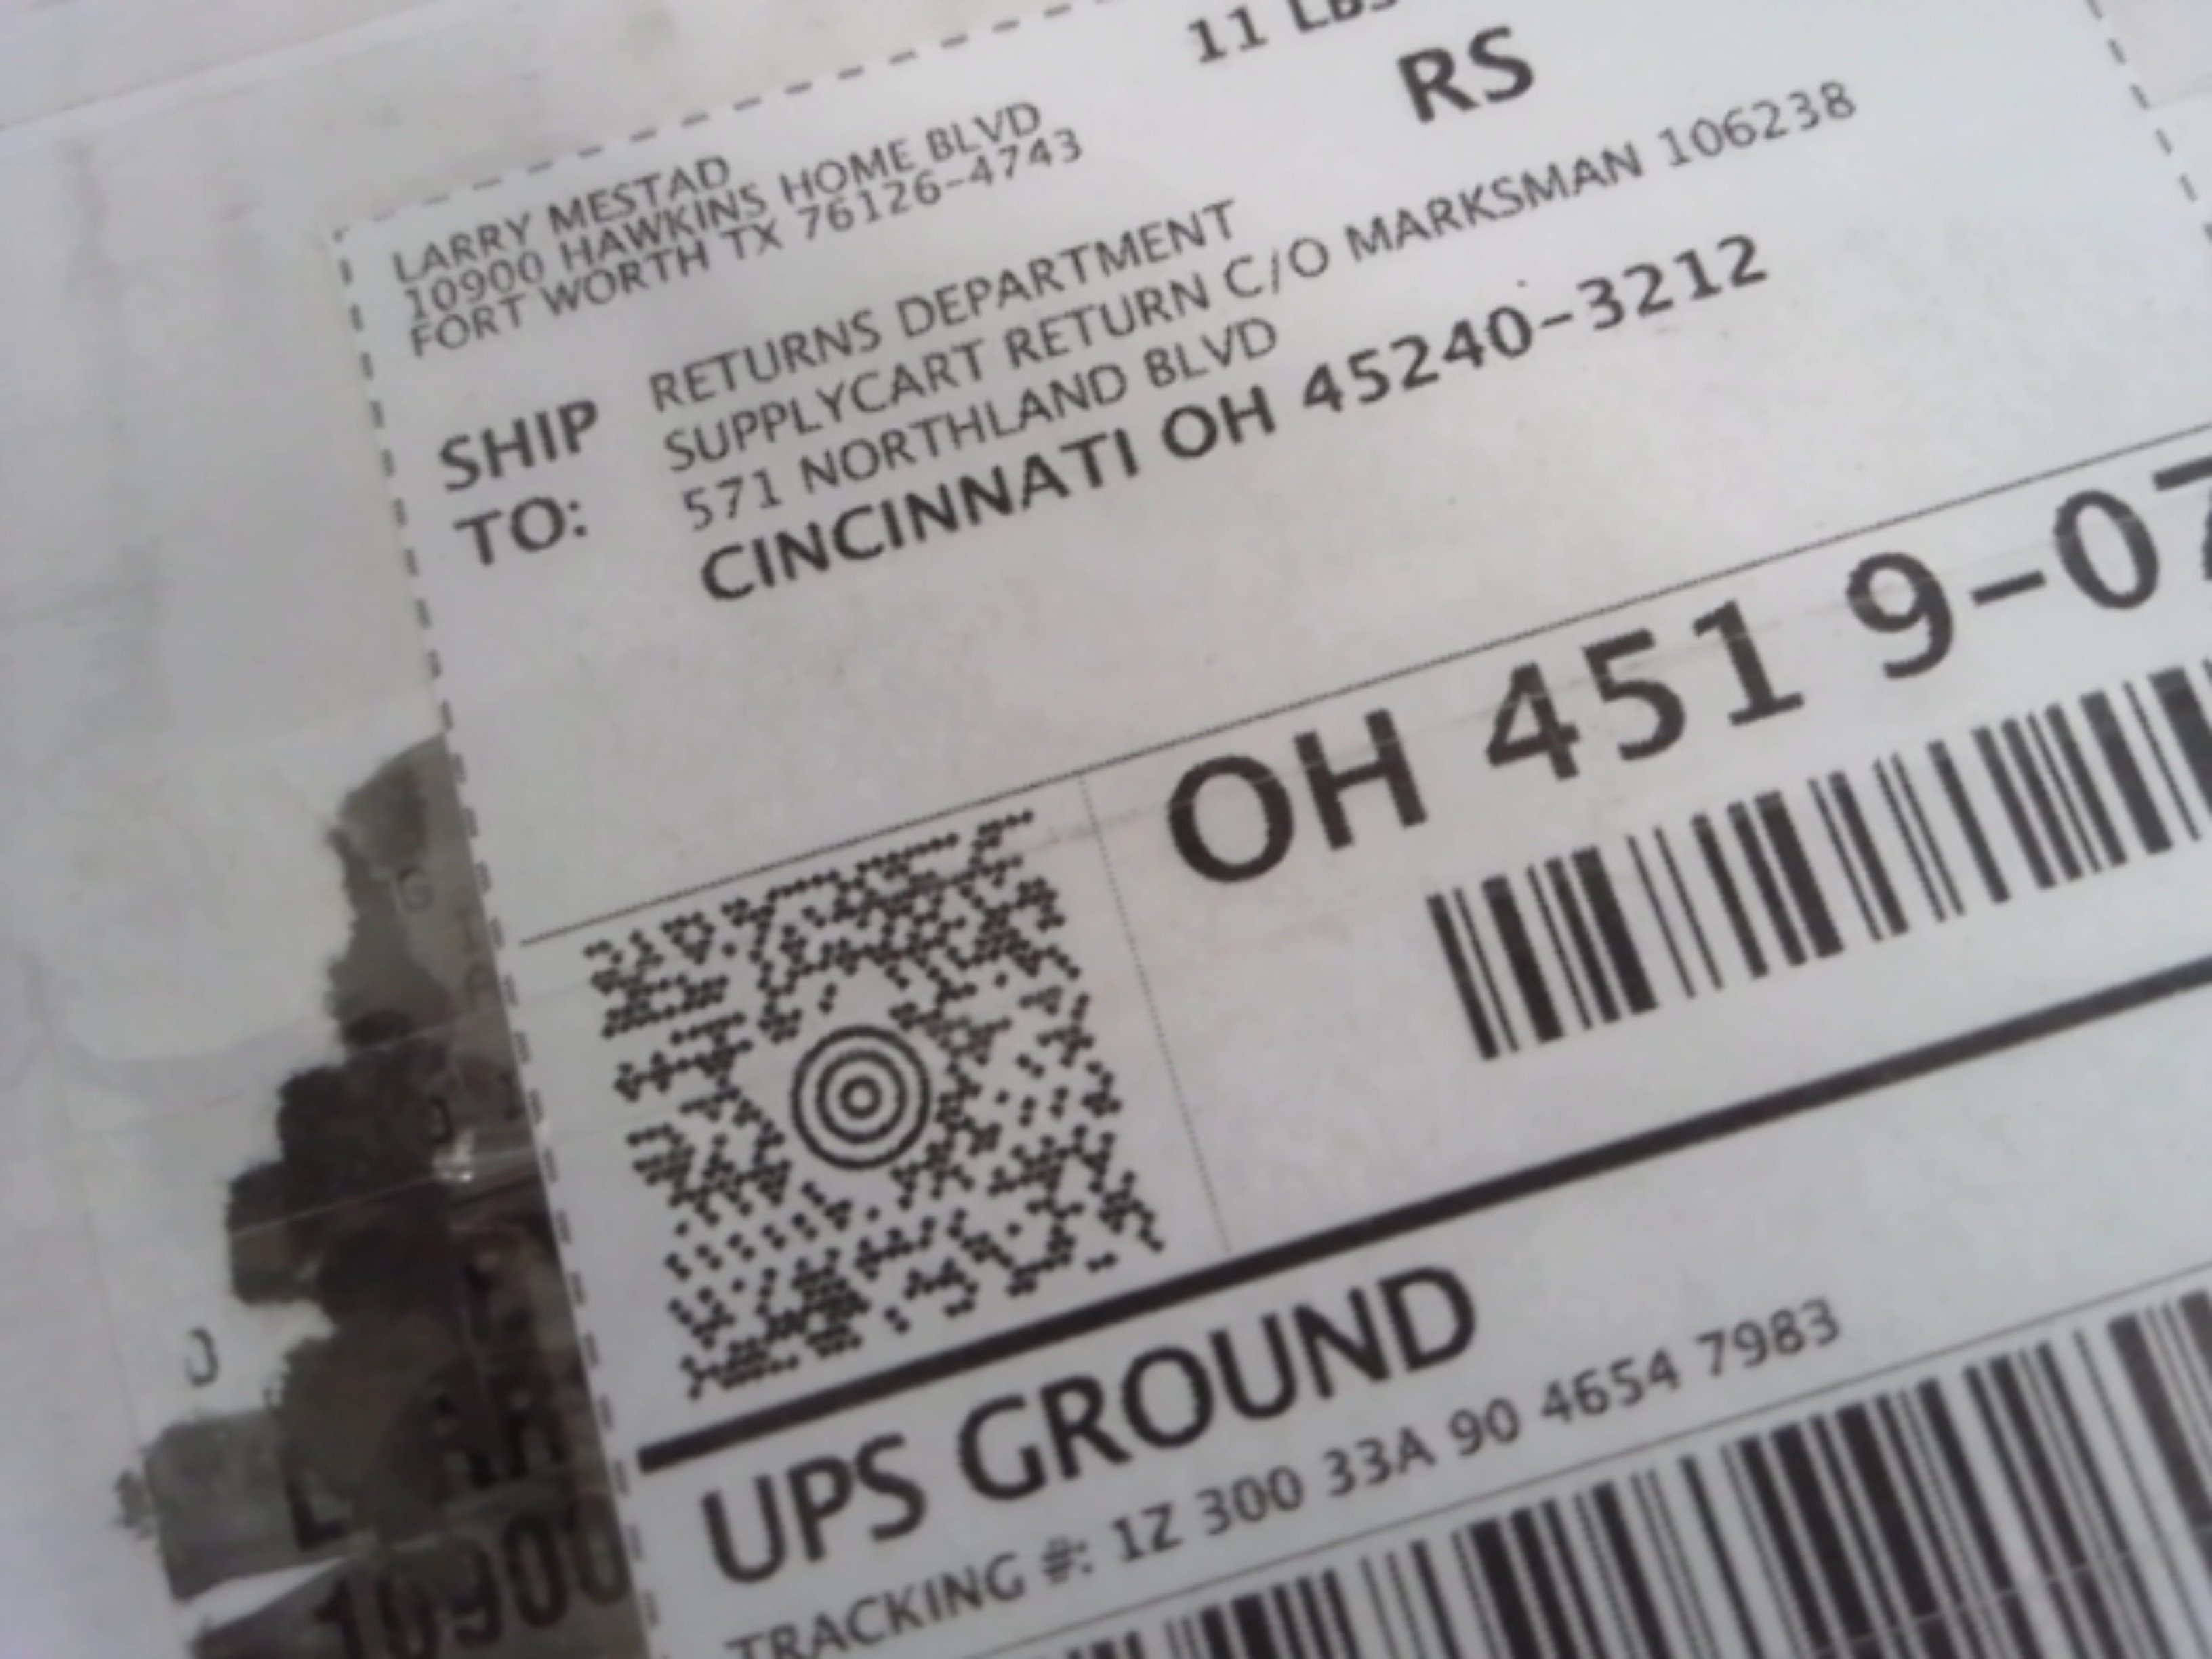 11 LBS
RS
LARRY MESTAD
10900 HAWKINS HOME BLVD
FORT WORTH TX 76126-4743
SHIP TO:
RETURNS DEPARTMENT
SUPPLYCART RETURN C/O MARKSMAN 106238
571 NORTHLAND BLVD
CINCINNATI OH 45240-3212
OH 451 9-07
UPS GROUND
TRACKING #: 1Z 300 33A 90 4654 7983
10900